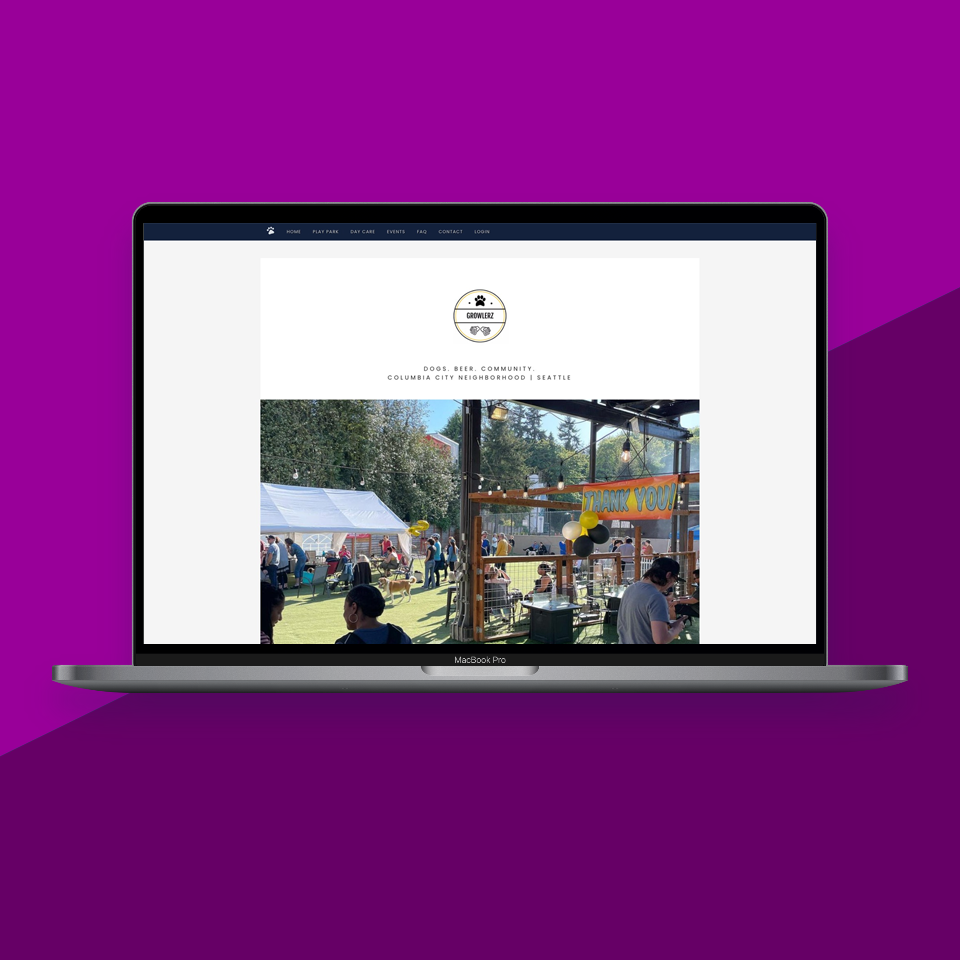 HOME PLAY PARK DAY CARE EVENTS FAQ CONTACT LOGIN
GROWLERZ
DOGS. BEER. COMMUNITY.
COLUMBIA CITY NEIGHBORHOOD | SEATTLE
THANK YOU!
MacBook Pro